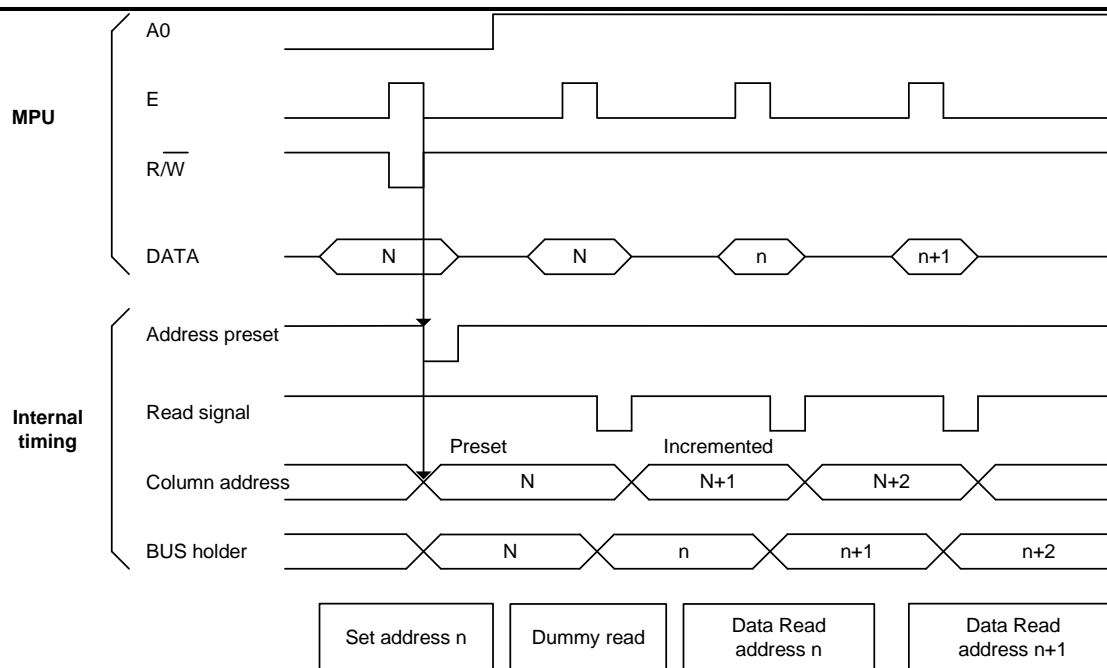 A0
E
MPU
R/W
DATA
N
N
n
n+1
Address preset
Internal
timing
Read signal
Preset
Incremented
Column address
N
N+1
N+2
BUS holder
N
n
n+1
n+2
Set address n
Dummy read
Data Read
address n
Data Read
address n+1